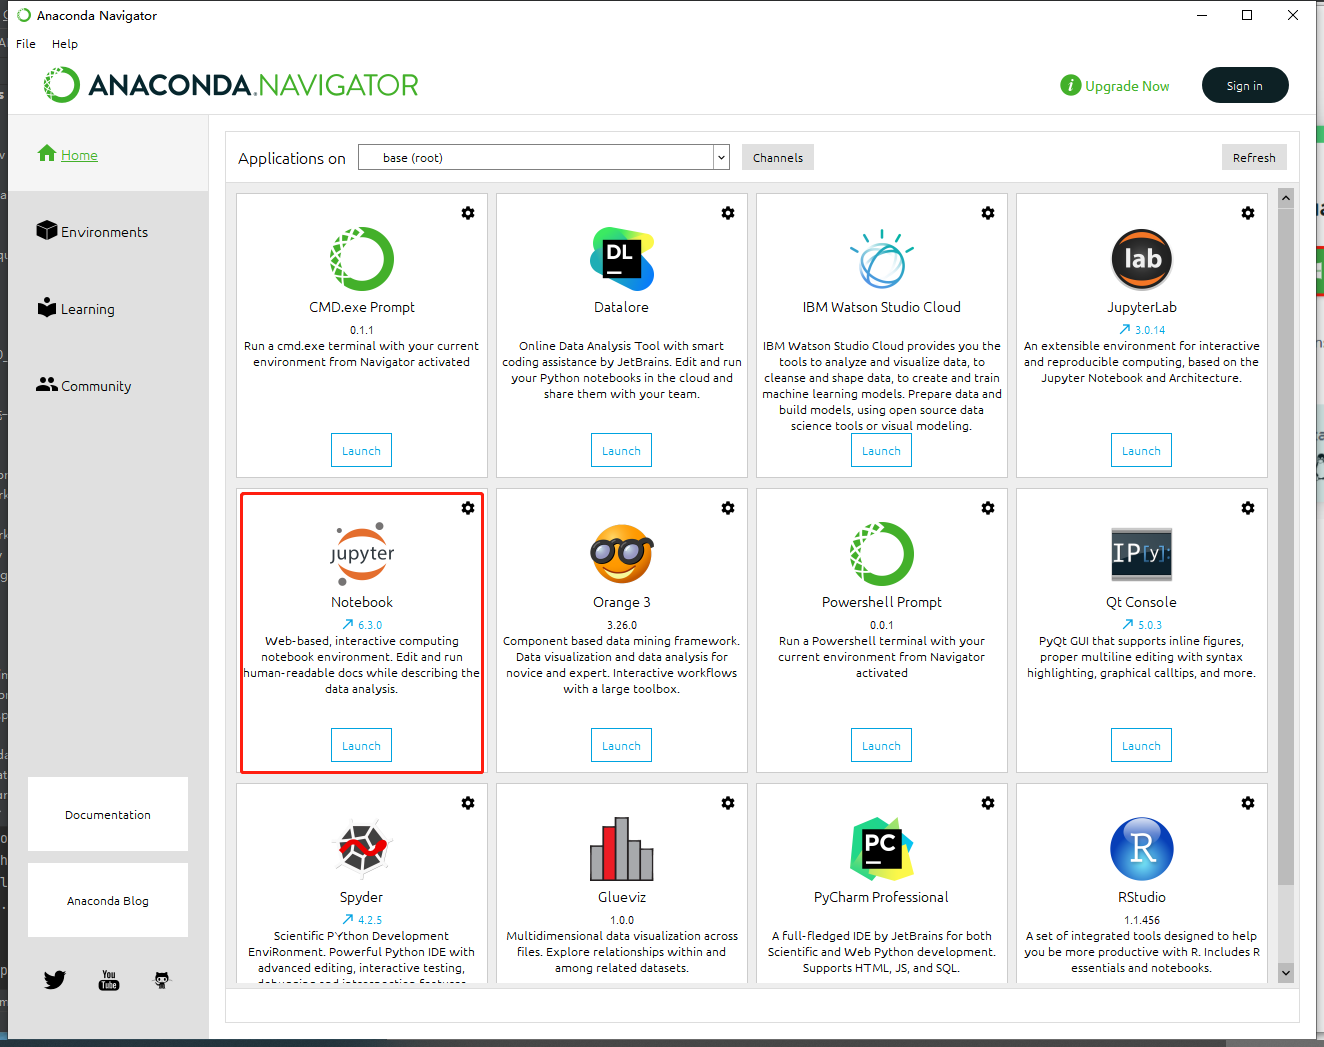 Anaconda Navigator
File Help
ANACONDA.NAVIGATOR
i Upgrade Now
Sign in
Home
Environments
Learning
Community
Documentation
Anaconda Blog
You
Tube
Applications on
base (root)
Channels
Refresh
CMD.exe Prompt
0.1.1
Run a cmd.exe terminal with your current
environment from Navigator activated
Launch
DL
Datalore
Online Data Analysis Tool with smart
coding assistance by JetBrains. Edit and run
your Python notebooks in the cloud and
share them with your team.
Launch
IBM Watson Studio Cloud
IBM Watson Studio Cloud provides you the
tools to analyze and visualize data, to
cleanse and shape data, to create and train
machine learning models. Prepare data and
build models, using open source data
science tools or visual modeling.
Launch
lab
JupyterLab
3.0.14
An extensible environment for interactive
and reproducible computing, based on the
Jupyter Notebook and Architecture.
Launch
jupyter
Notebook
6.3.0
Web-based, interactive computing
notebook environment. Edit and run
human-readable docs while describing the
data analysis.
Launch
Orange 3
3.26.0
Component based data mining framework.
Data visualization and data analysis for
novice and expert. Interactive workflows
with a large toolbox.
Launch
Powershell Prompt
0.0.1
Run a Powershell terminal with your
current environment from Navigator
activated
Launch
IP[y]:
Qt Console
5.0.3
PyQt GUI that supports inline figures,
proper multiline editing with syntax
highlighting, graphical calltips, and more.
Launch
Spyder
4.2.5
Scientific PYthon Development
EnviRonment. Powerful Python IDE with
advanced editing, interactive testing,
debugging and introspection features
Glueviz
1.0.0
Multidimensional data visualization across
files. Explore relationships within and
among related datasets.
PC
PyCharm Professional
A full-fledged IDE by JetBrains for both
Scientific and Web Python development.
Supports HTML, JS, and SQL.
R
RStudio
1.1.456
A set of integrated tools designed to help
you be more productive with R. Includes R
essentials and notebooks.